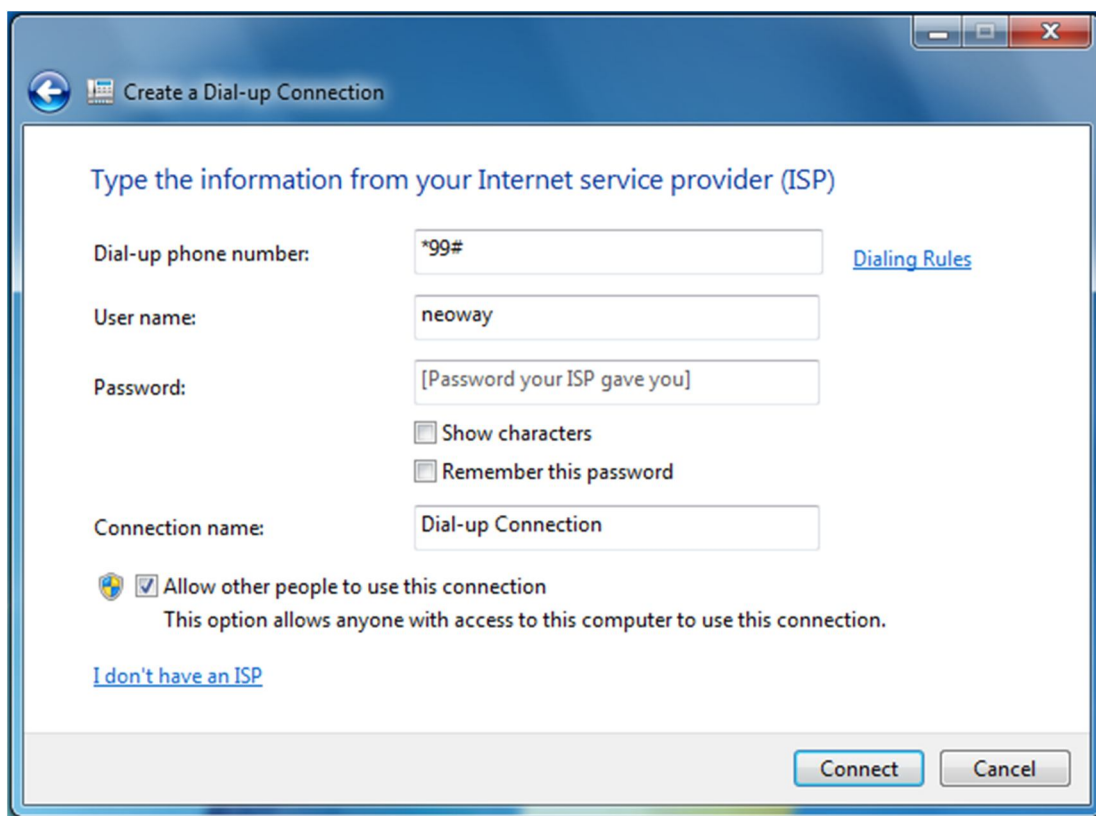 Create a Dial-up Connection
Type the information from your Internet service provider (ISP)
Dial-up phone number: *99# Dialing Rules
User name: neoway
Password: [Password your ISP gave you]
Show characters
Remember this password
Connection name: Dial-up Connection
Allow other people to use this connection
This option allows anyone with access to this computer to use this connection.
I don't have an ISP
Connect Cancel